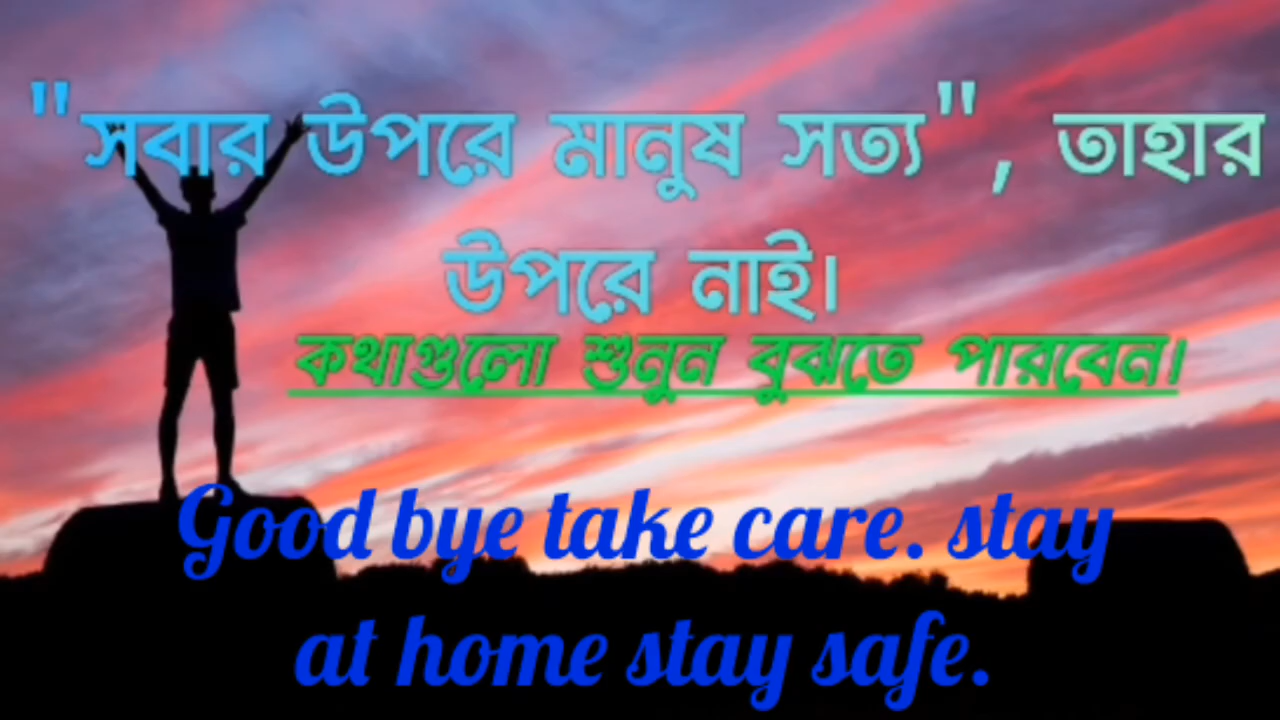 "সবার উপরে মানুষ সত্য", তাহার
উপরে নাই।
কথাগুলো শুনুন বুঝতে পারবেন।
Good bye take care. stay
at home stay safe.